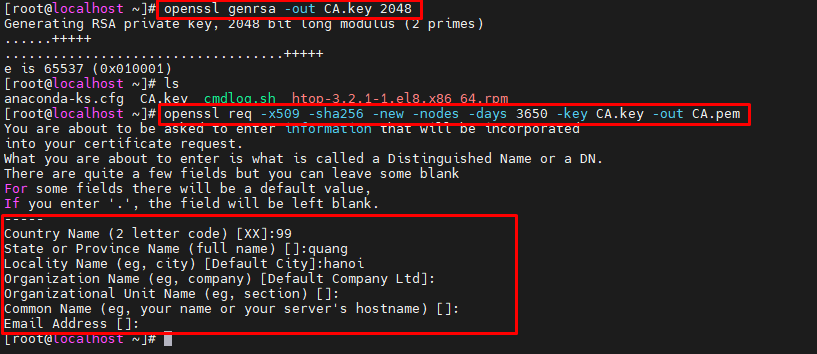 [root@localhost ~]# openssl genrsa -out CA.key 2048
Generating RSA private key, 2048 bit long modulus (2 primes)
......+++++
..................................+++++
e is 65537 (0x010001)
[root@localhost ~]# ls
anaconda-ks.cfg CA.key cmdlog.sh htop-3.2.1-1.el8.x86_64.rpm
[root@localhost ~]# openssl req -x509 -sha256 -new -nodes -days 3650 -key CA.key -out CA.pem
You are about to be asked to enter information that will be incorporated
into your certificate request.
What you are about to enter is what is called a Distinguished Name or a DN.
There are quite a few fields but you can leave some blank
For some fields there will be a default value,
If you enter '.', the field will be left blank.
-----
Country Name (2 letter code) [XX]:99
State or Province Name (full name) []:quang
Locality Name (eg, city) [Default City]:hanoi
Organization Name (eg, company) [Default Company Ltd]:
Organizational Unit Name (eg, section) []:
Common Name (eg, your name or your server's hostname) []:
Email Address []:
[root@localhost ~]#